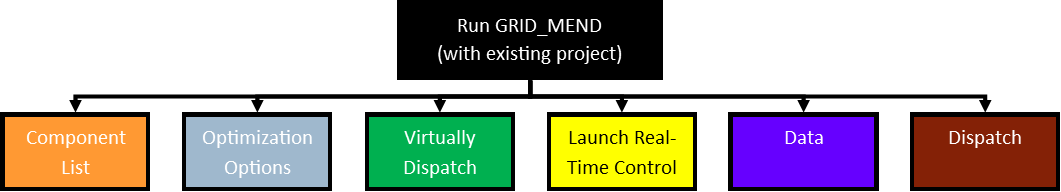 Run GRID_MEND
(with existing project)
Component
List
Optimization
Options
Virtually
Dispatch
Launch Real-
Time Control
Data
Dispatch